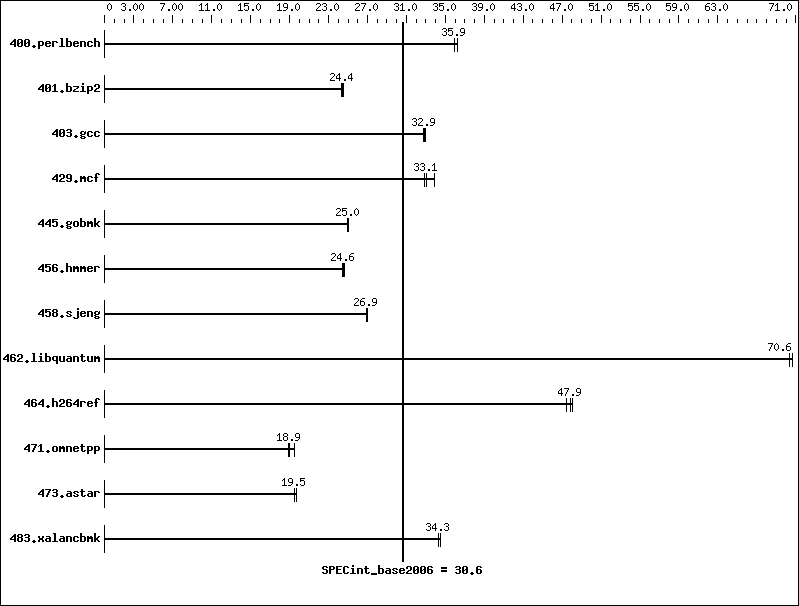 0 3.00 7.00 11.0 15.0 19.0 23.0 27.0 31.0 35.0 39.0 43.0 47.0 51.0 55.0 59.0 63.0 71.0
400.perlbench 35.9
401.bzip2 24.4
403.gcc 32.9
429.mcf 33.1
445.gobmk 25.0
456.hmmer 24.6
458.sjeng 26.9
462.libquantum 70.6
464.h264ref 47.9
471.omnetpp 18.9
473.astar 19.5
483.xalancbmk 34.3
SPECint_base2006 = 30.6